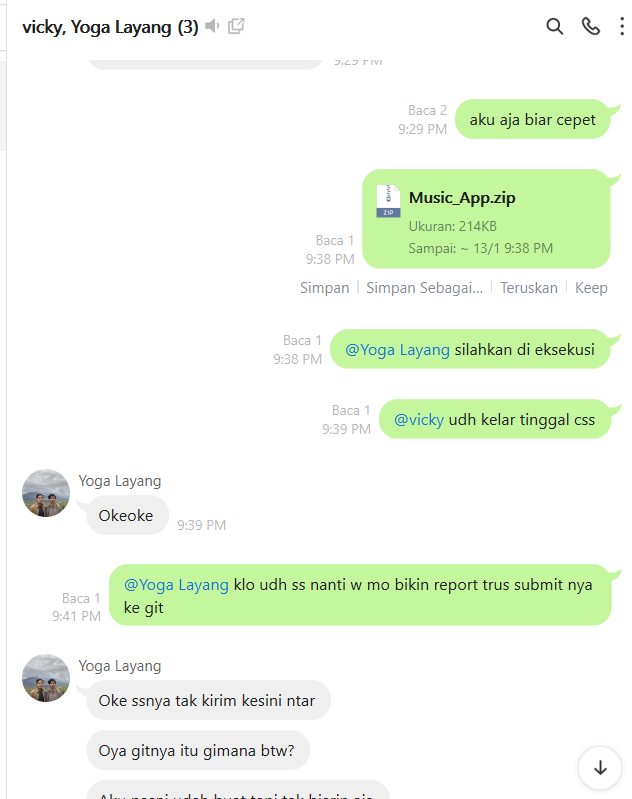 vicky, Yoga Layang (3)
9:29 PM
Baca 2
9:29 PM
aku aja biar cepet
ZIP
Music_App.zip
Ukuran: 214KB
Sampai: ~ 13/1 9:38 PM
Baca 1
9:38 PM
Simpan
Simpan Sebagai...
Teruskan
Keep
Baca 1
9:38 PM
@Yoga Layang silahkan di eksekusi
Baca 1
9:39 PM
@vicky udh kelar tinggal css
Yoga Layang
Okeoke
9:39 PM
@Yoga Layang klo udh ss nanti w mo bikin report trus submit nya
ke git
Baca 1
9:41 PM
Yoga Layang
Oke ssnya tak kirim kesini ntar
Oya gitnya itu gimana btw?